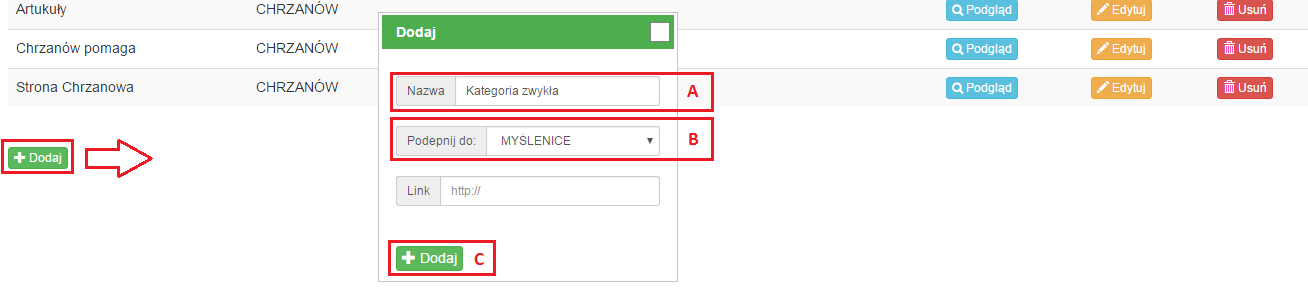 Artukuły CHRZANÓW Podgląd Edytuj Usuń
Chrzanów pomaga CHRZANÓW Podgląd Edytuj Usuń
Strona Chrzanowa CHRZANÓW Podgląd Edytuj Usuń
Dodaj
Dodaj
Nazwa Kategoria zwykła A
Podepnij do: MYŚLENICE B
Link http://
Dodaj C